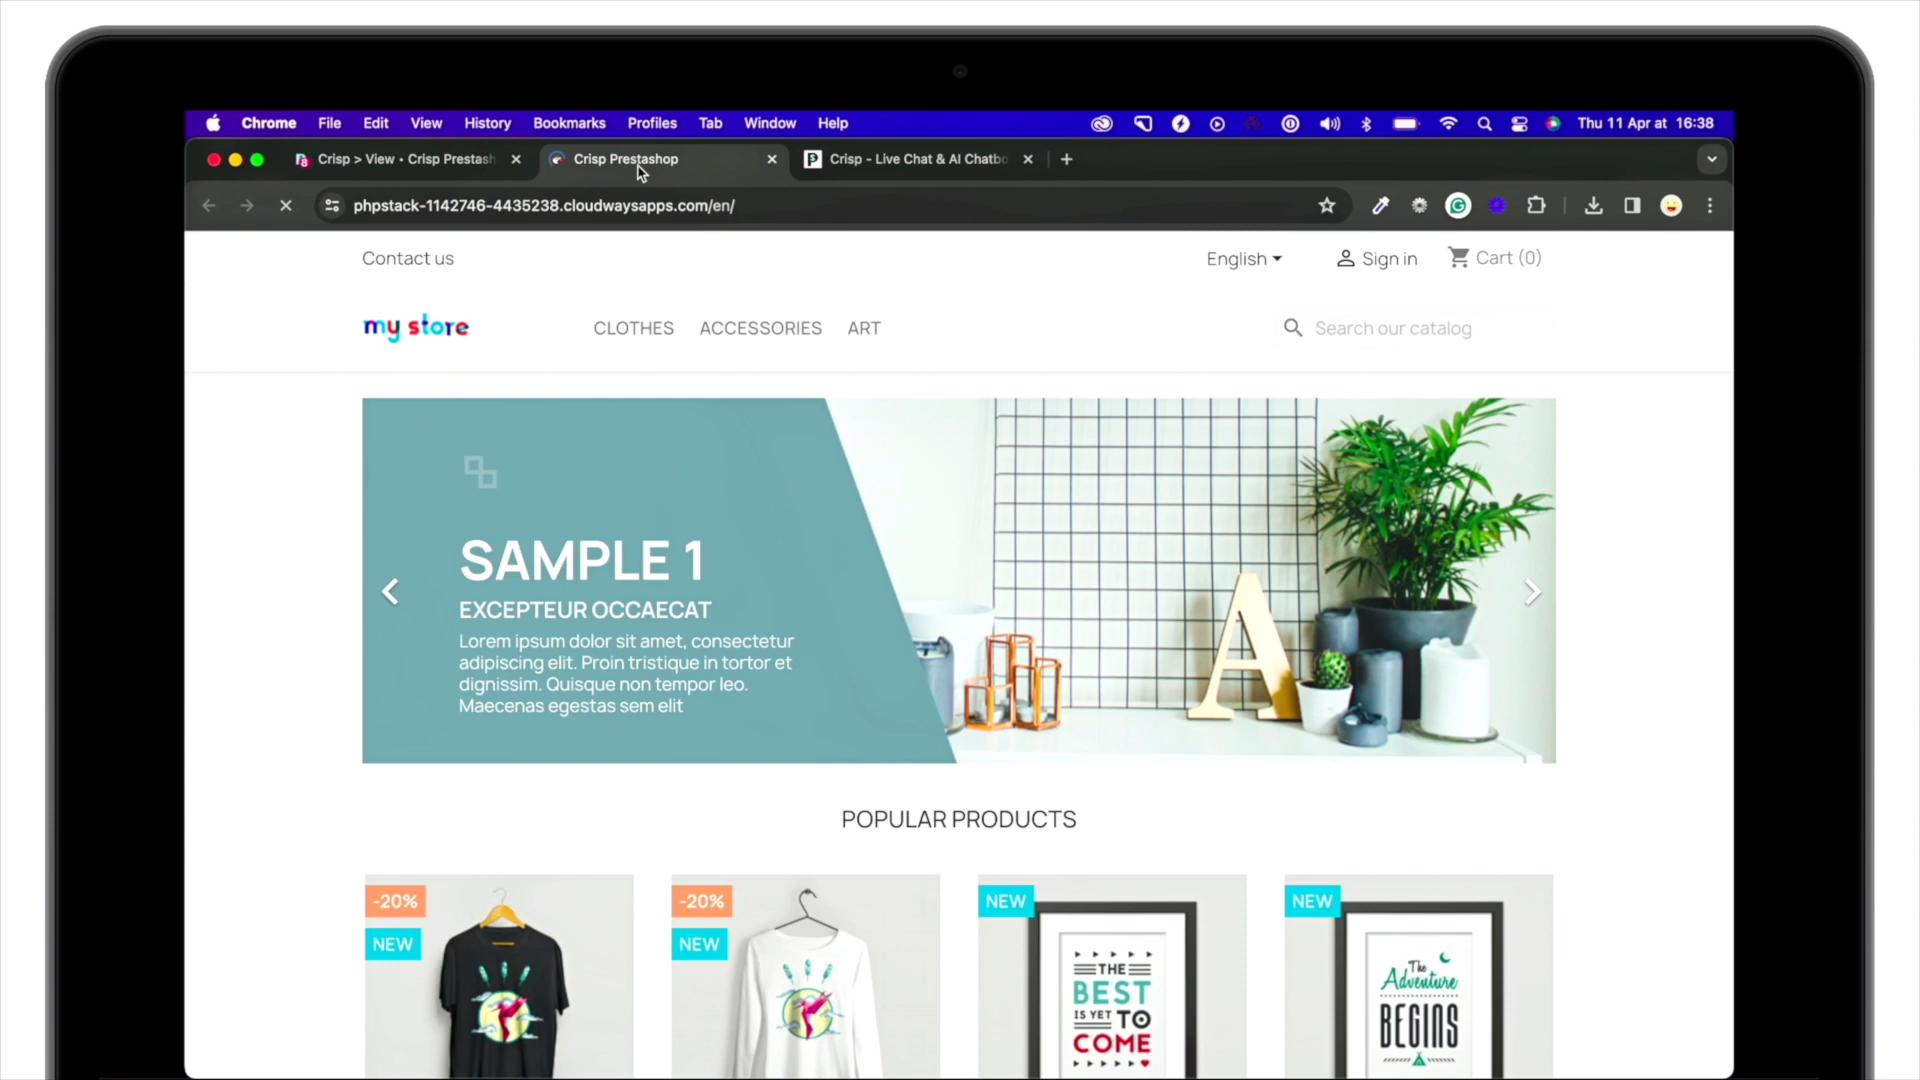 Chrome File Edit View History Bookmarks Profiles Tab Window Help Thu 11 Apr at 16:38
Crisp > View • Crisp Prestash Crisp Prestashop Crisp - Live Chat & AI Chatbo
phpstack-1142746-4435238.cloudwaysapps.com/en/
Contact us English Sign in Cart (0)
my store CLOTHES ACCESSORIES ART Search our catalog
SAMPLE 1
EXCEPTEUR OCCAECAT
Lorem ipsum dolor sit amet, consectetur
adipiscing elit. Proin tristique in tortor et
dignissim. Quisque non tempor leo.
Maecenas egestas sem elit
A
POPULAR PRODUCTS
-20%
NEW
-20%
NEW
NEW
THE
BEST
IS YET TO
COME
NEW
The
Adventure
BEGINS